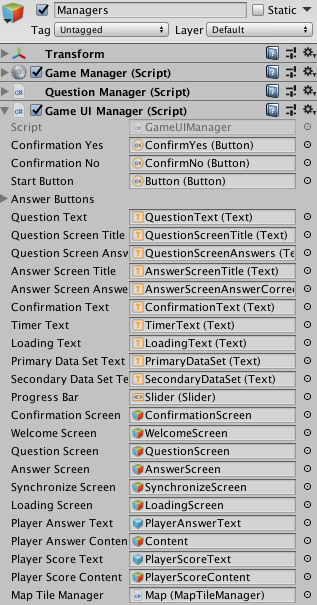 Managers Static
Tag Untagged Layer Default
Transform
Game Manager (Script)
Question Manager (Script)
Game UI Manager (Script)
Script GameUIManager
Confirmation Yes ConfirmYes (Button)
Confirmation No ConfirmNo (Button)
Start Button Button (Button)
Answer Buttons
Question Text QuestionText (Text)
Question Screen Title QuestionScreenTitle (Text)
Question Screen Answ QuestionScreenAnswers (Te
Answer Screen Title AnswerScreenTitle (Text)
Answer Screen Answe AnswerScreenAnswerCorre
Confirmation Text ConfirmationText (Text)
Timer Text TimerText (Text)
Loading Text LoadingText (Text)
Primary Data Set Text PrimaryDataSet (Text)
Secondary Data Set Te SecondaryDataSet (Text)
Progress Bar Slider (Slider)
Confirmation Screen ConfirmationScreen
Welcome Screen WelcomeScreen
Question Screen QuestionScreen
Answer Screen AnswerScreen
Synchronize Screen SynchronizeScreen
Loading Screen LoadingScreen
Player Answer Text PlayerAnswerText
Player Answer Conten Content
Player Score Text PlayerScoreText
Player Score Content PlayerScoreContent
Map Tile Manager Map (MapTileManager)